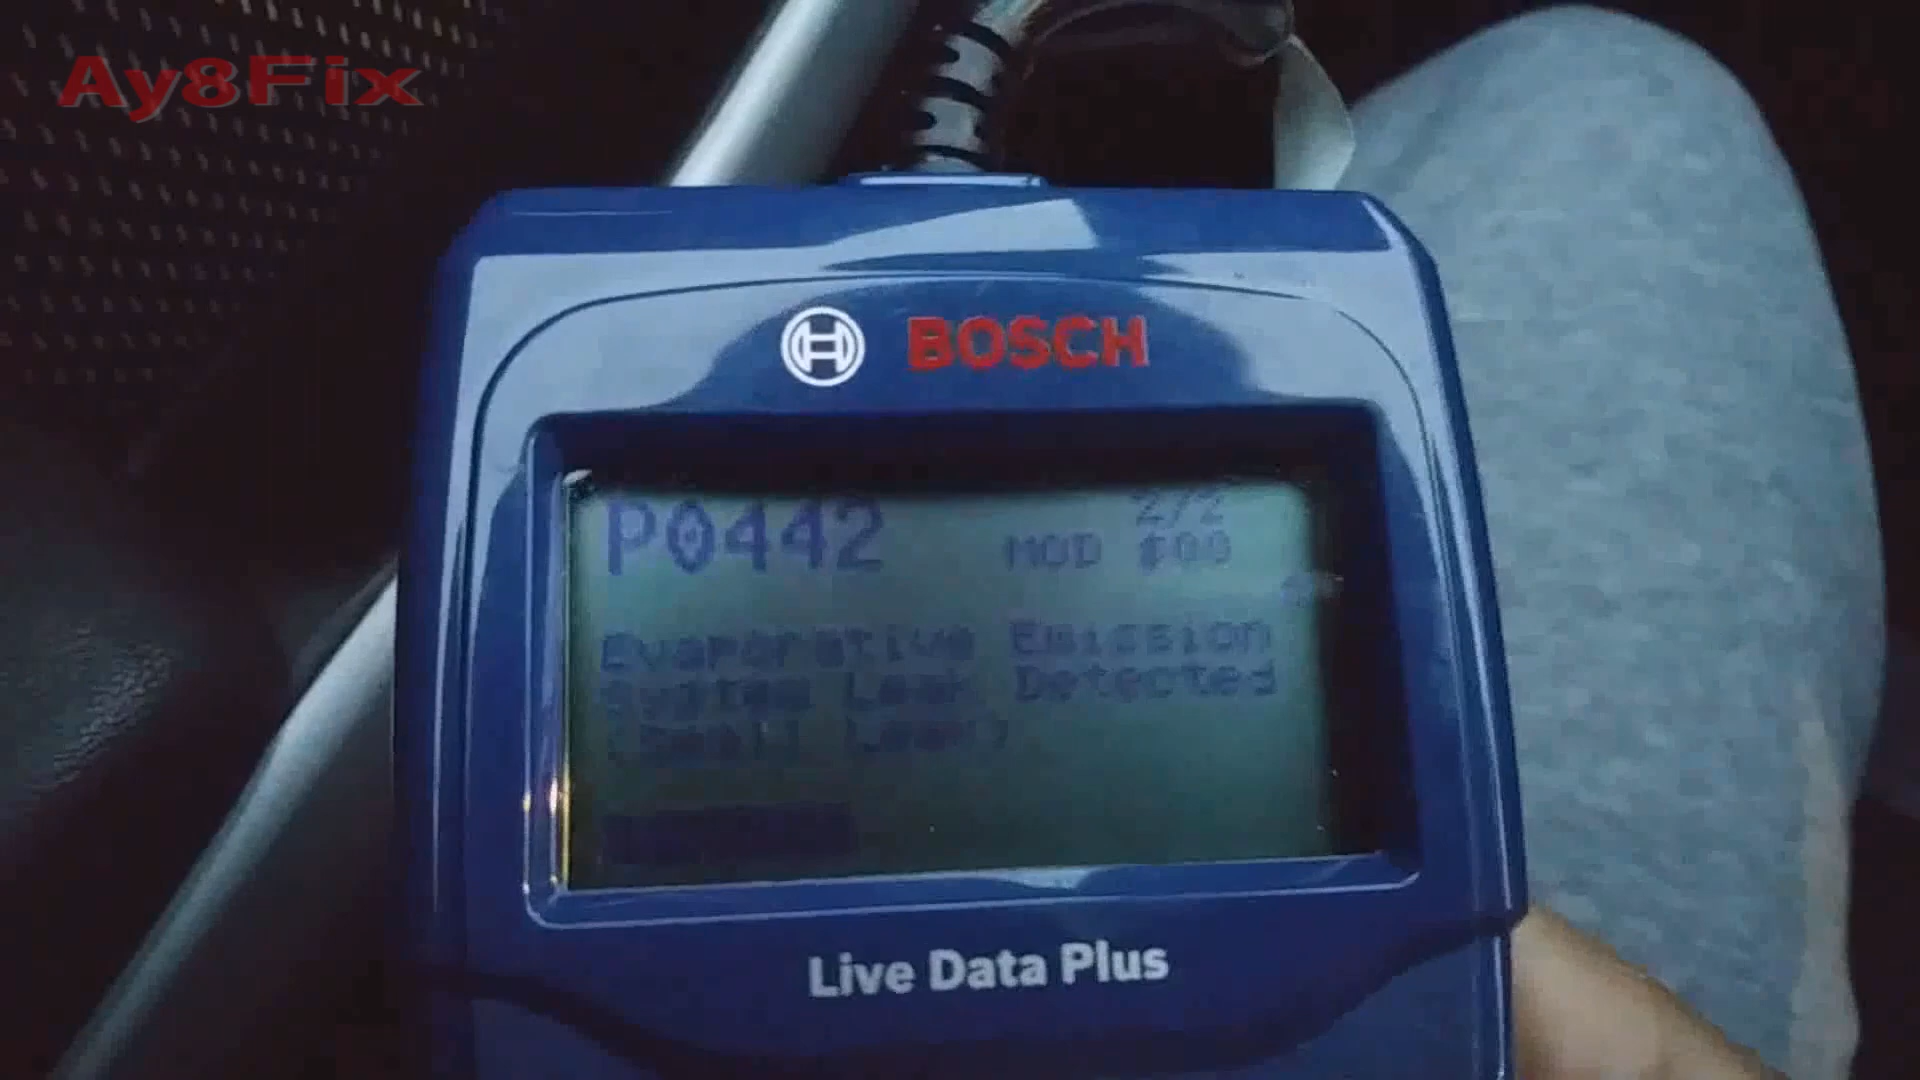 Ay8Fix
BOSCH
P0442
2/2
MOD $00
Evaporative Emission
System Leak Detected
(Small Leak)
Live Data Plus